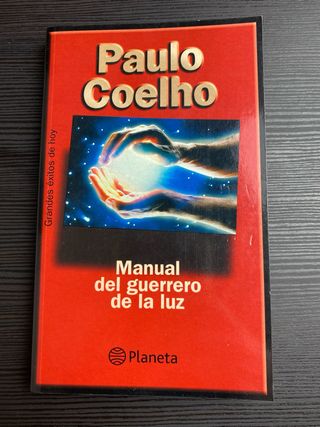 Paulo
Coelho
Grandes éxitos de hoy
Manual
del guerrero
de la luz
Planeta